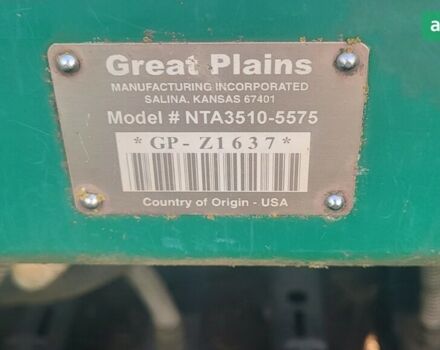 Great Plains
MANUFACTURING INCORPORATED
SALINA, KANSAS 67401
Model # NTA3510-5575
*GP-Z1637*
Country of Origin - USA
a